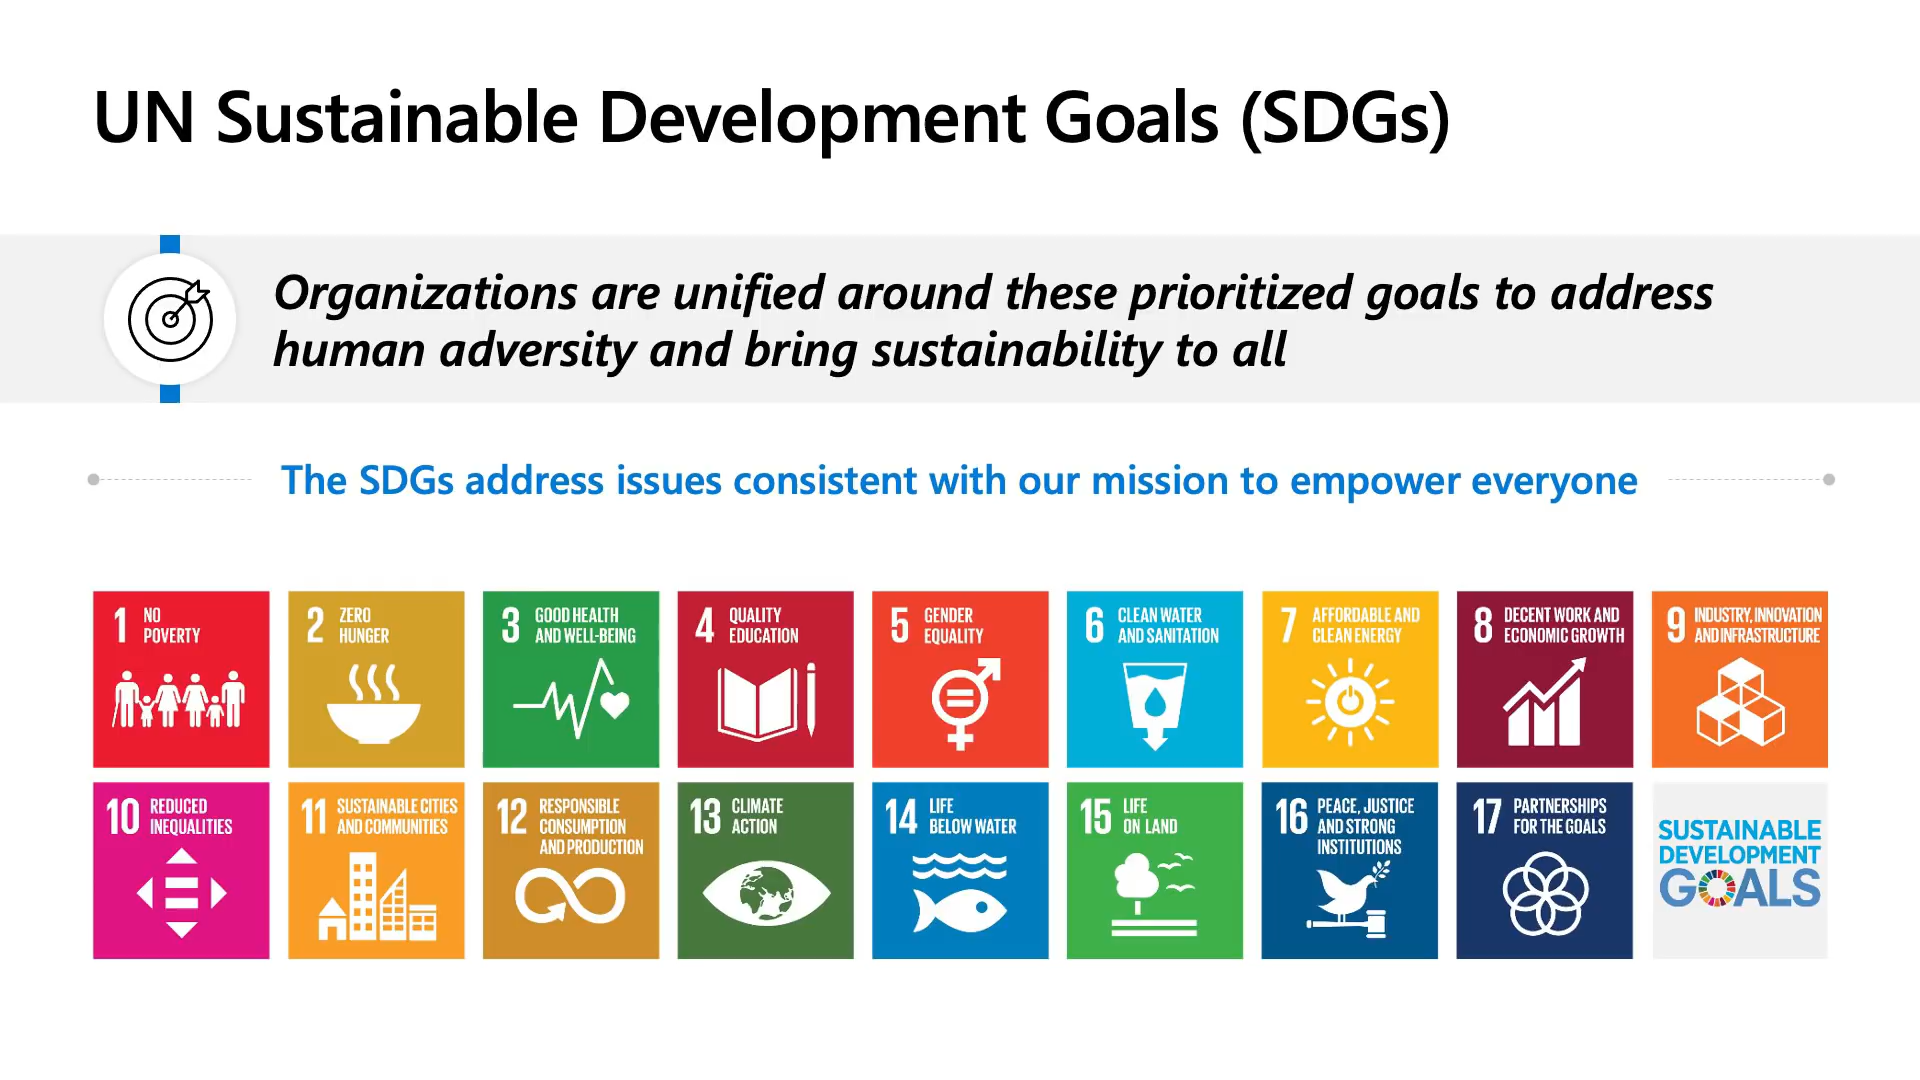 UN Sustainable Development Goals (SDGs)
Organizations are unified around these prioritized goals to address
human adversity and bring sustainability to all
The SDGs address issues consistent with our mission to empower everyone
1 NO
POVERTY
2 ZERO
HUNGER
3 GOOD HEALTH
AND WELL-BEING
4 QUALITY
EDUCATION
5 GENDER
EQUALITY
6 CLEAN WATER
AND SANITATION
7 AFFORDABLE AND
CLEAN ENERGY
8 DECENT WORK AND
ECONOMIC GROWTH
9 INDUSTRY, INNOVATION
AND INFRASTRUCTURE
10 REDUCED
INEQUALITIES
11 SUSTAINABLE CITIES
AND COMMUNITIES
12 RESPONSIBLE
CONSUMPTION
AND PRODUCTION
13 CLIMATE
ACTION
14 LIFE
BELOW WATER
15 LIFE
ON LAND
16 PEACE, JUSTICE
AND STRONG
INSTITUTIONS
17 PARTNERSHIPS
FOR THE GOALS
SUSTAINABLE
DEVELOPMENT
GOALS